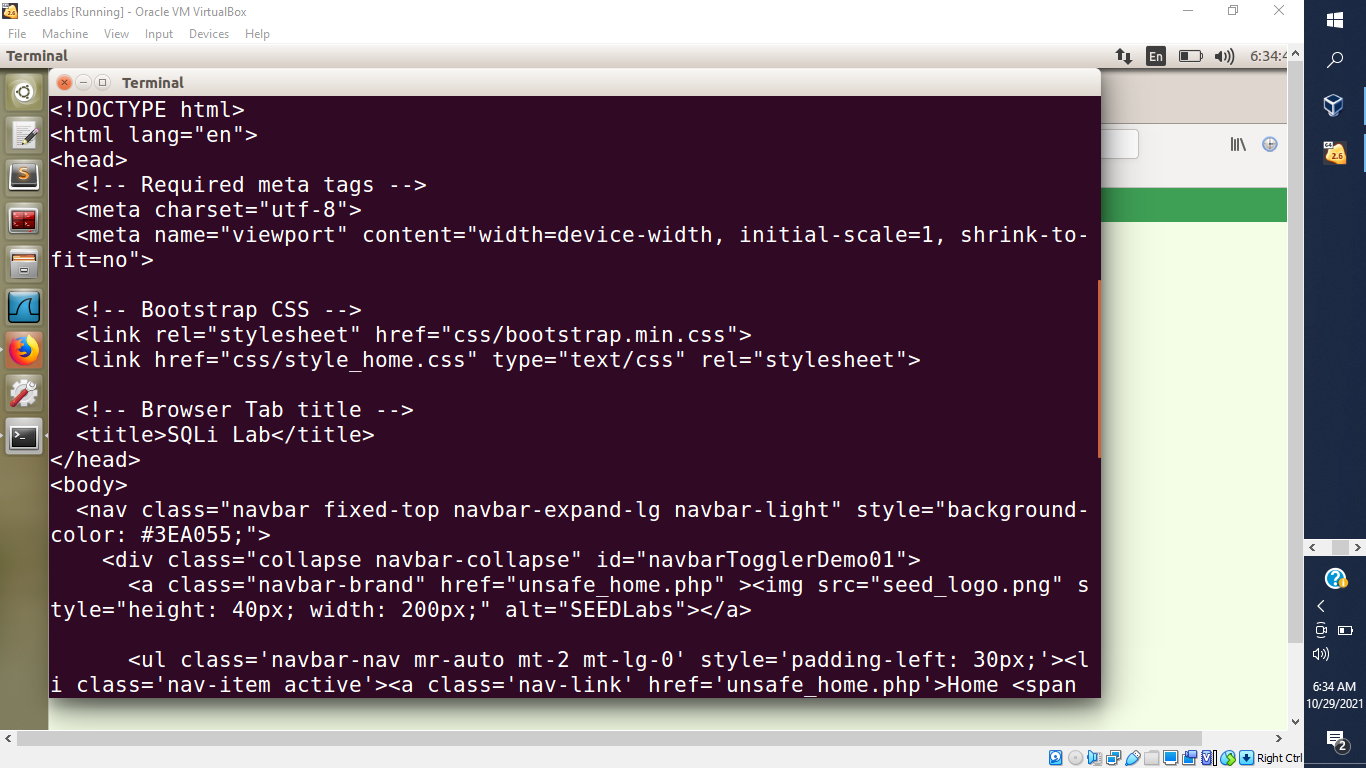 seedlabs [Running] - Oracle VM VirtualBox
File Machine View Input Devices Help
Terminal En 6:34:4
Terminal
<!DOCTYPE html>
<html lang="en">
<head>
  <!-- Required meta tags -->
  <meta charset="utf-8">
  <meta name="viewport" content="width=device-width, initial-scale=1, shrink-to-
fit=no">
  <!-- Bootstrap CSS -->
  <link rel="stylesheet" href="css/bootstrap.min.css">
  <link href="css/style_home.css" type="text/css" rel="stylesheet">
  <!-- Browser Tab title -->
  <title>SQLi Lab</title>
</head>
<body>
  <nav class="navbar fixed-top navbar-expand-lg navbar-light" style="background-
color: #3EA055;">
    <div class="collapse navbar-collapse" id="navbarTogglerDemo01">
      <a class="navbar-brand" href="unsafe_home.php" ><img src="seed_logo.png" s
tyle="height: 40px; width: 200px;" alt="SEEDLabs"></a>
      <ul class='navbar-nav mr-auto mt-2 mt-lg-0' style='padding-left: 30px;'><l
i class='nav-item active'><a class='nav-link' href='unsafe_home.php'>Home <span
Right Ctrl
64
2.6
6:34 AM
10/29/2021
2